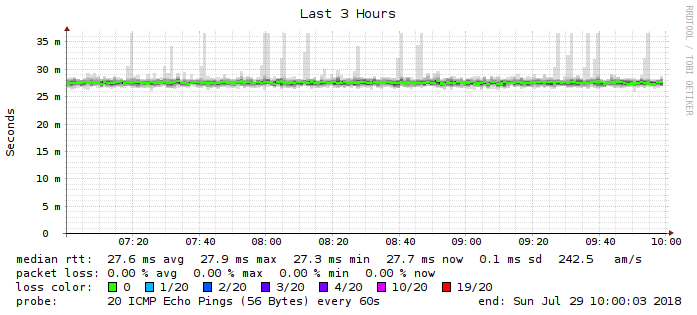 Last 3 Hours
RRDTOOL / TOBI OETIKER
Seconds
35 m
30 m
25 m
20 m
15 m
10 m
5 m
0
07:20 07:40 08:00 08:20 08:40 09:00 09:20 09:40 10:00
median rtt: 27.6 ms avg 27.9 ms max 27.3 ms min 27.7 ms now 0.1 ms sd 242.5 am/s
packet loss: 0.00 % avg 0.00 % max 0.00 % min 0.00 % now
loss color: 0 1/20 2/20 3/20 4/20 10/20 19/20
probe: 20 ICMP Echo Pings (56 Bytes) every 60s end: Sun Jul 29 10:00:03 2018